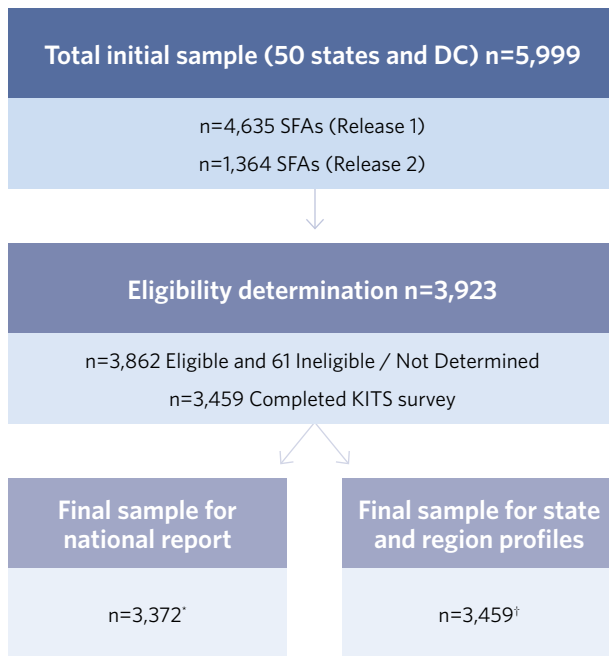 Total initial sample (50 states and DC) n=5,999
n=4,635 SFAs (Release 1)
n=1,364 SFAs (Release 2)
Eligibility determination n=3,923
n=3,862 Eligible and 61 Ineligible / Not Determined
n=3,459 Completed KITS survey
Final sample for
national report
n=3,372*
Final sample for state
and region profiles
n=3,459†